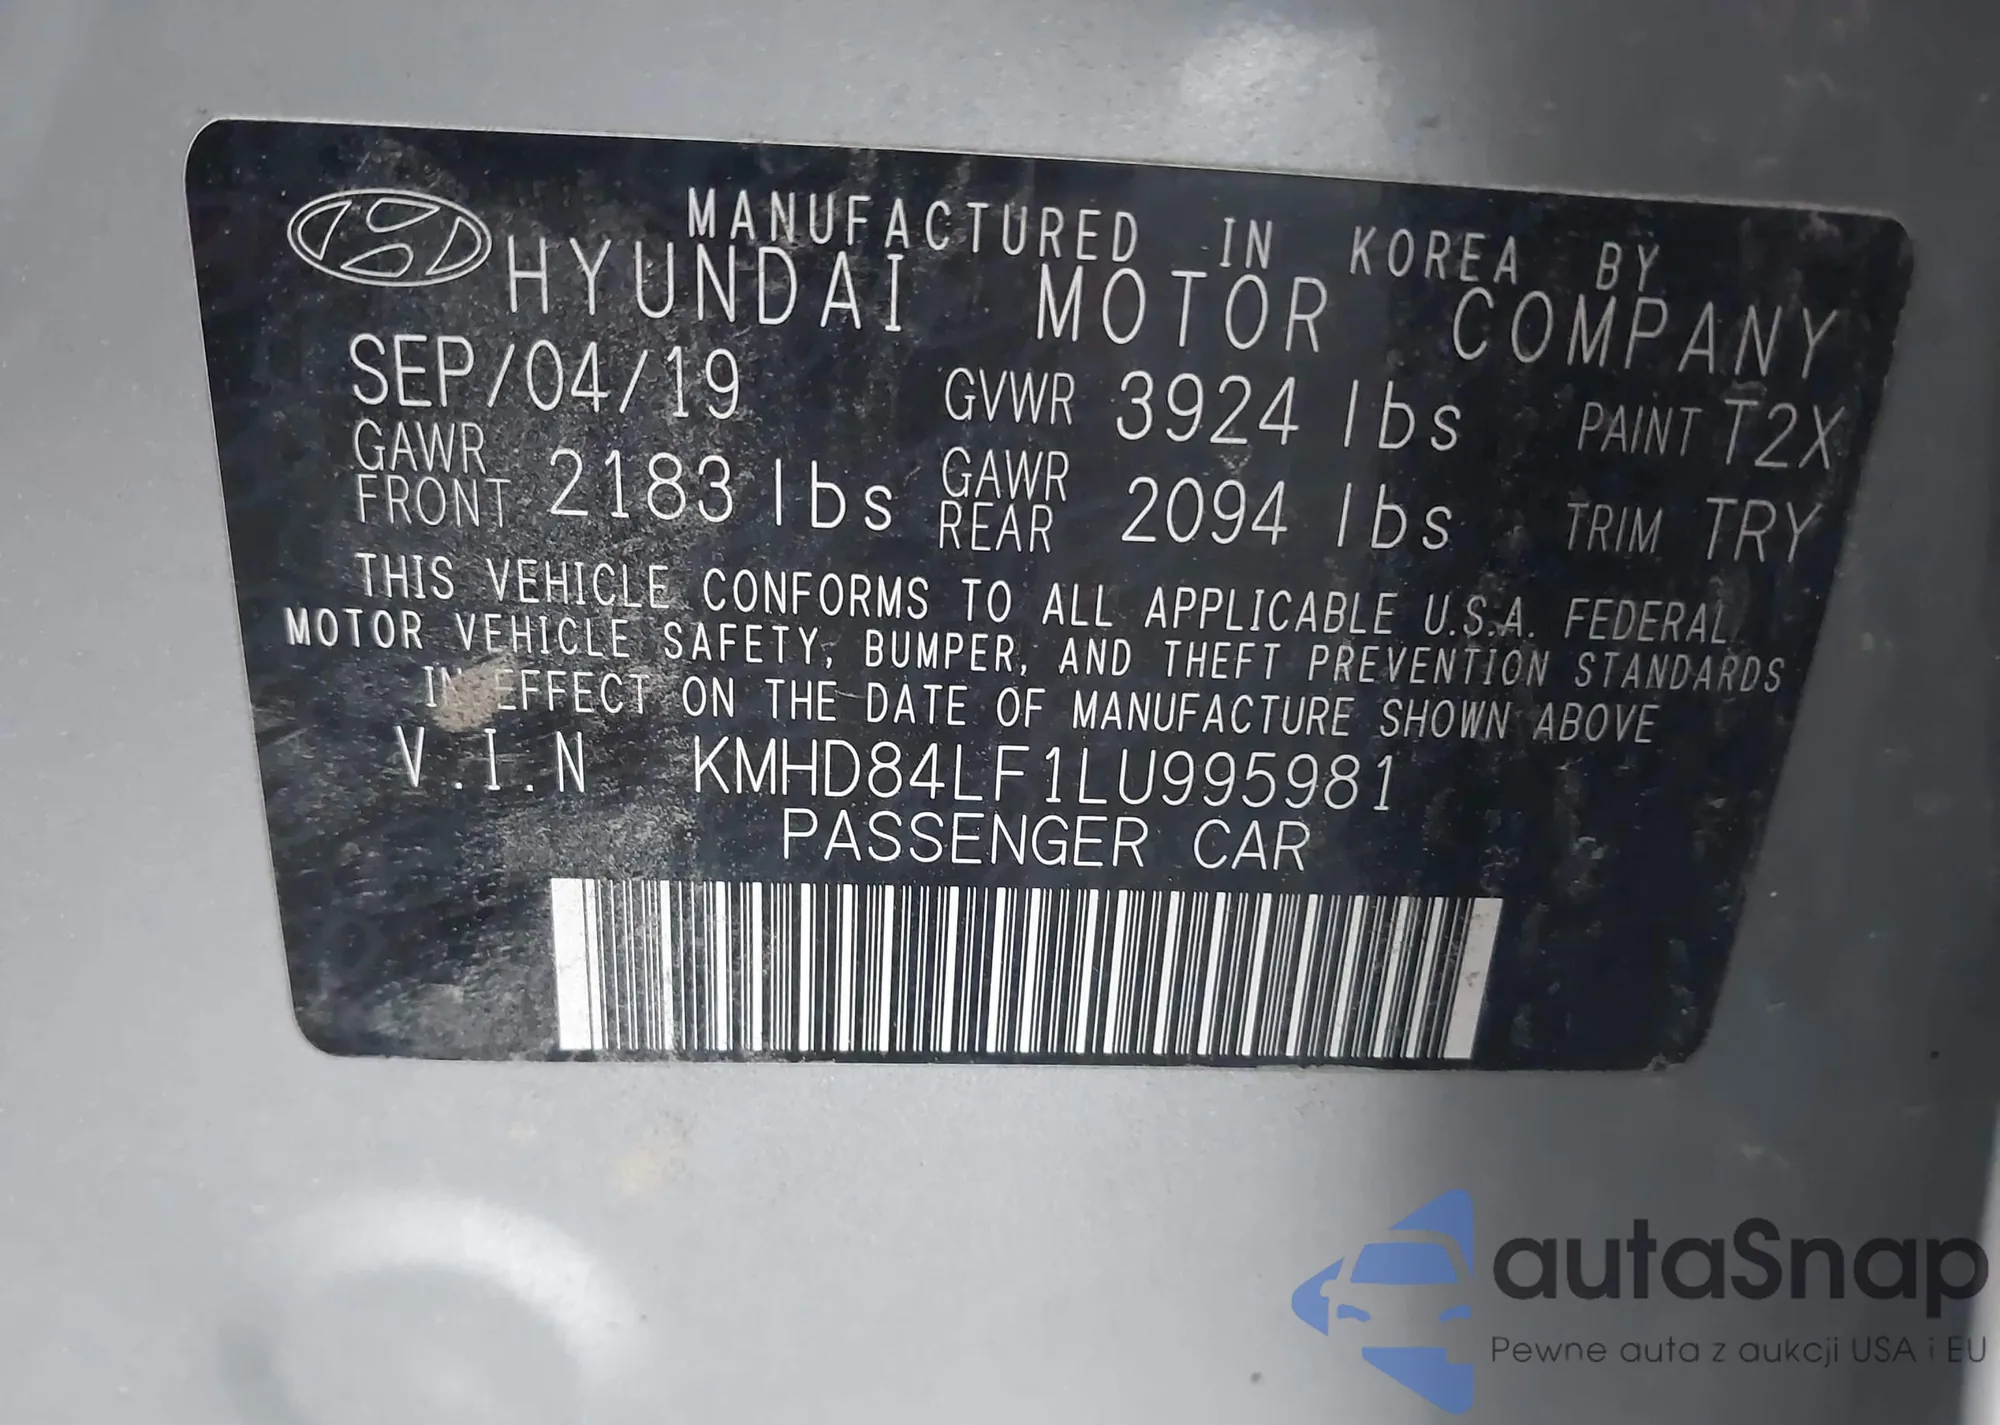 MANUFACTURED IN KOREA BY
HYUNDAI MOTOR COMPANY
SEP/04/19 GVWR 3924 lbs PAINT T2X
GAWR FRONT 2183 lbs GAWR REAR 2094 lbs TRIM TRY
THIS VEHICLE CONFORMS TO ALL APPLICABLE U.S.A. FEDERAL
MOTOR VEHICLE SAFETY, BUMPER, AND THEFT PREVENTION STANDARDS
IN EFFECT ON THE DATE OF MANUFACTURE SHOWN ABOVE
V.I.N KMHD84LF1LU995981
PASSENGER CAR
autaSnap
Pewne auta z aukcji USA i EU